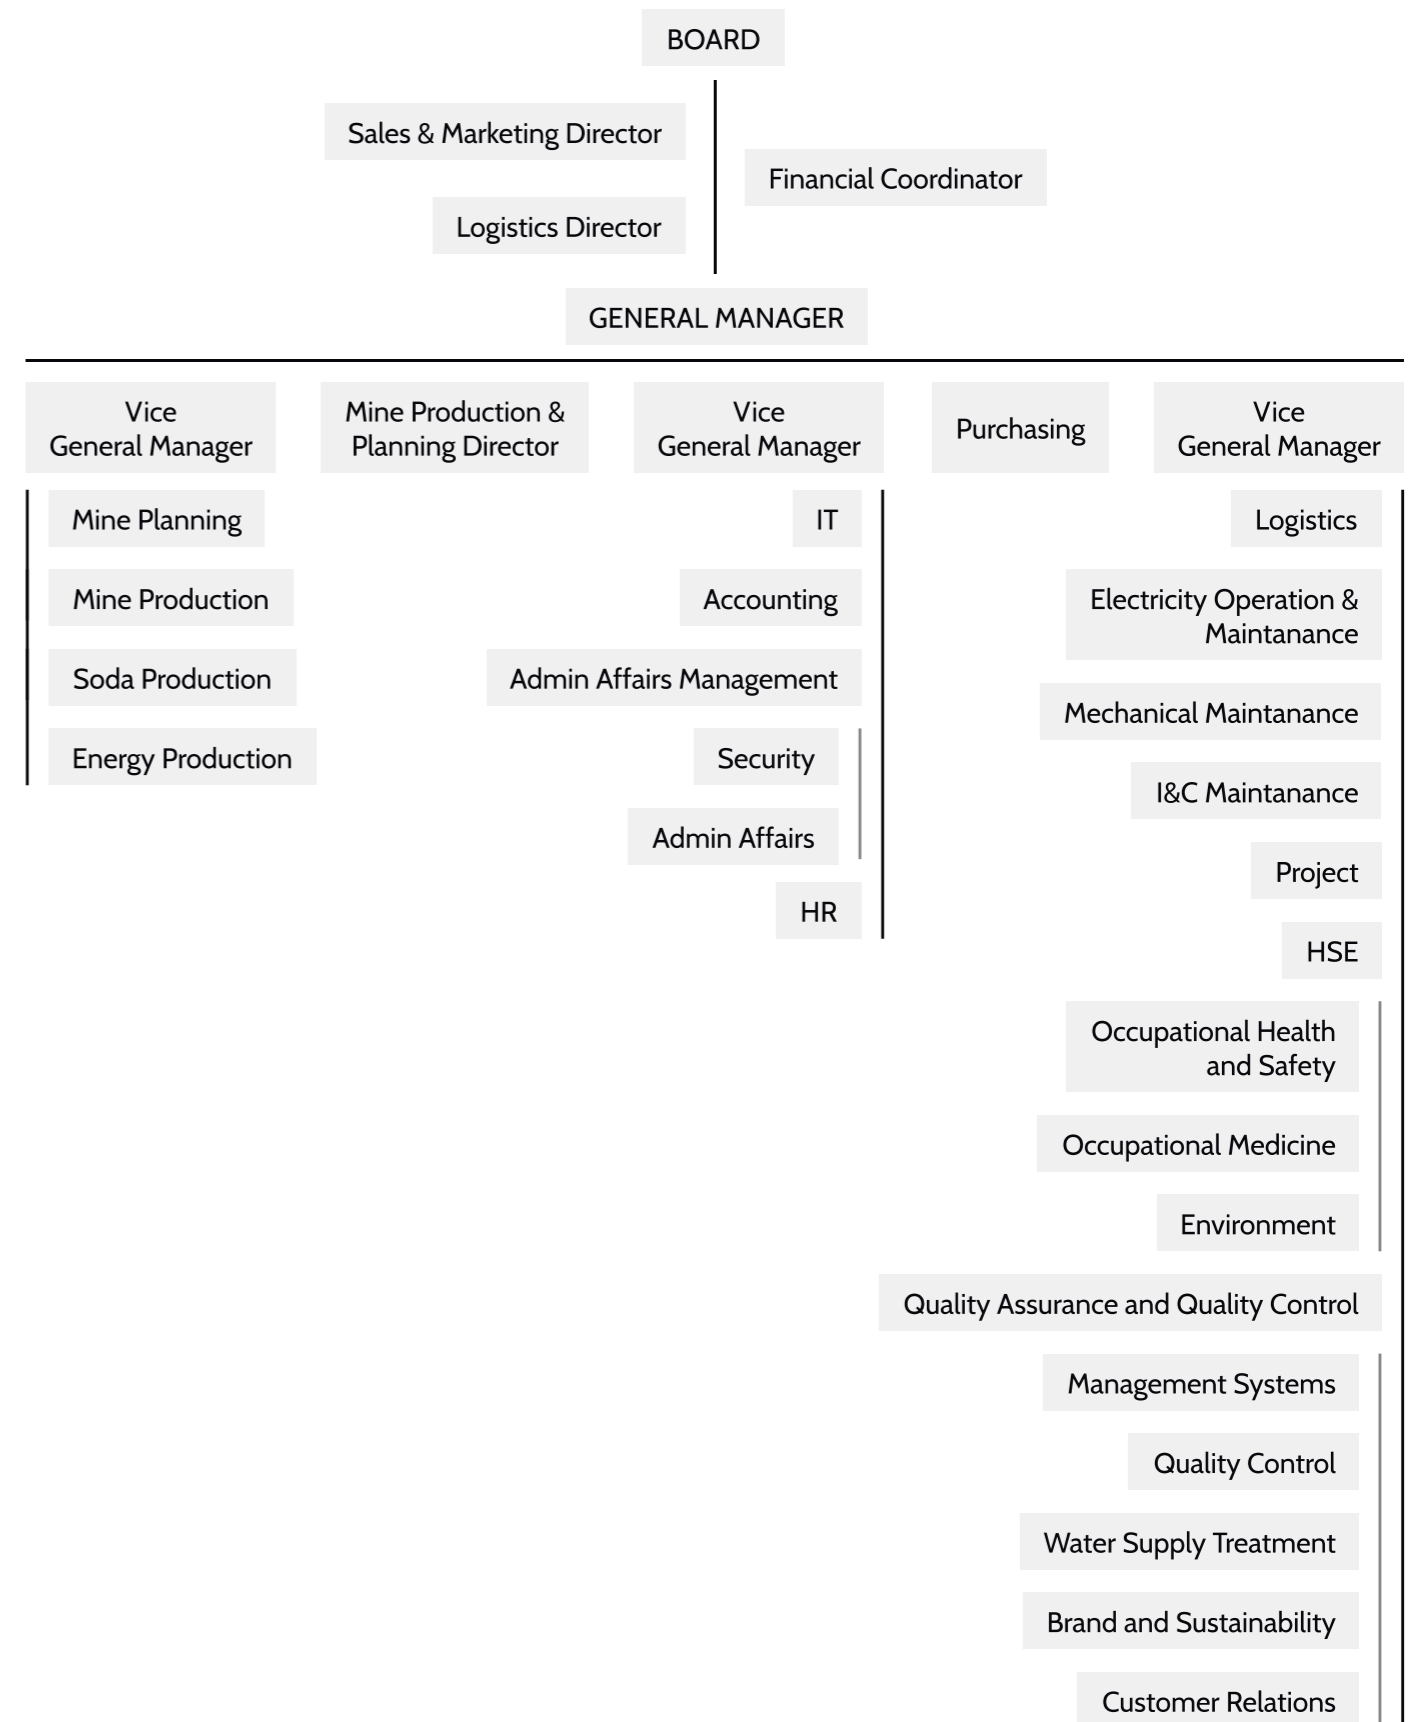 BOARD
Sales & Marketing Director
Financial Coordinator
Logistics Director
GENERAL MANAGER
Vice
General Manager
Mine Planning
Mine Production
Soda Production
Energy Production
Mine Production &
Planning Director
Vice
General Manager
IT
Accounting
Admin Affairs Management
Security
Admin Affairs
HR
Purchasing
Vice
General Manager
Logistics
Electricity Operation &
Maintanance
Mechanical Maintanance
I&C Maintanance
Project
HSE
Occupational Health
and Safety
Occupational Medicine
Environment
Quality Assurance and Quality Control
Management Systems
Quality Control
Water Supply Treatment
Brand and Sustainability
Customer Relations